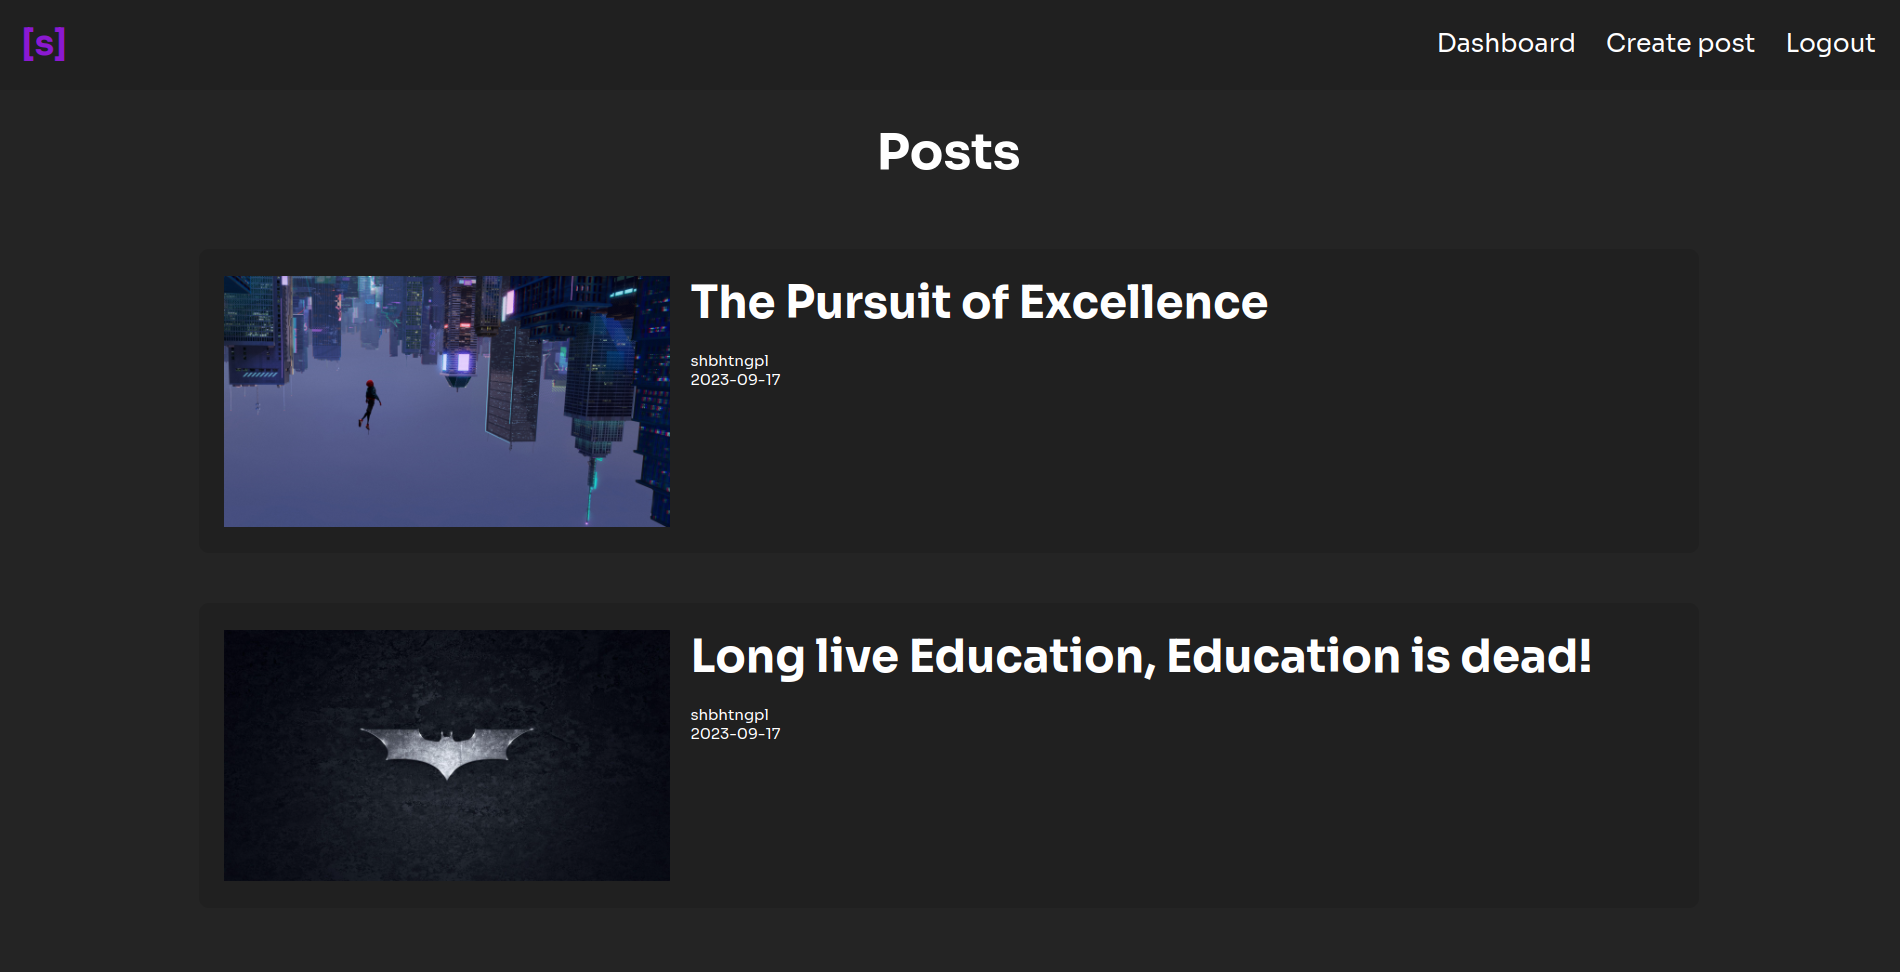 [s]
Dashboard Create post Logout
Posts
The Pursuit of Excellence
shbhtngpl
2023-09-17
Long live Education, Education is dead!
shbhtngpl
2023-09-17